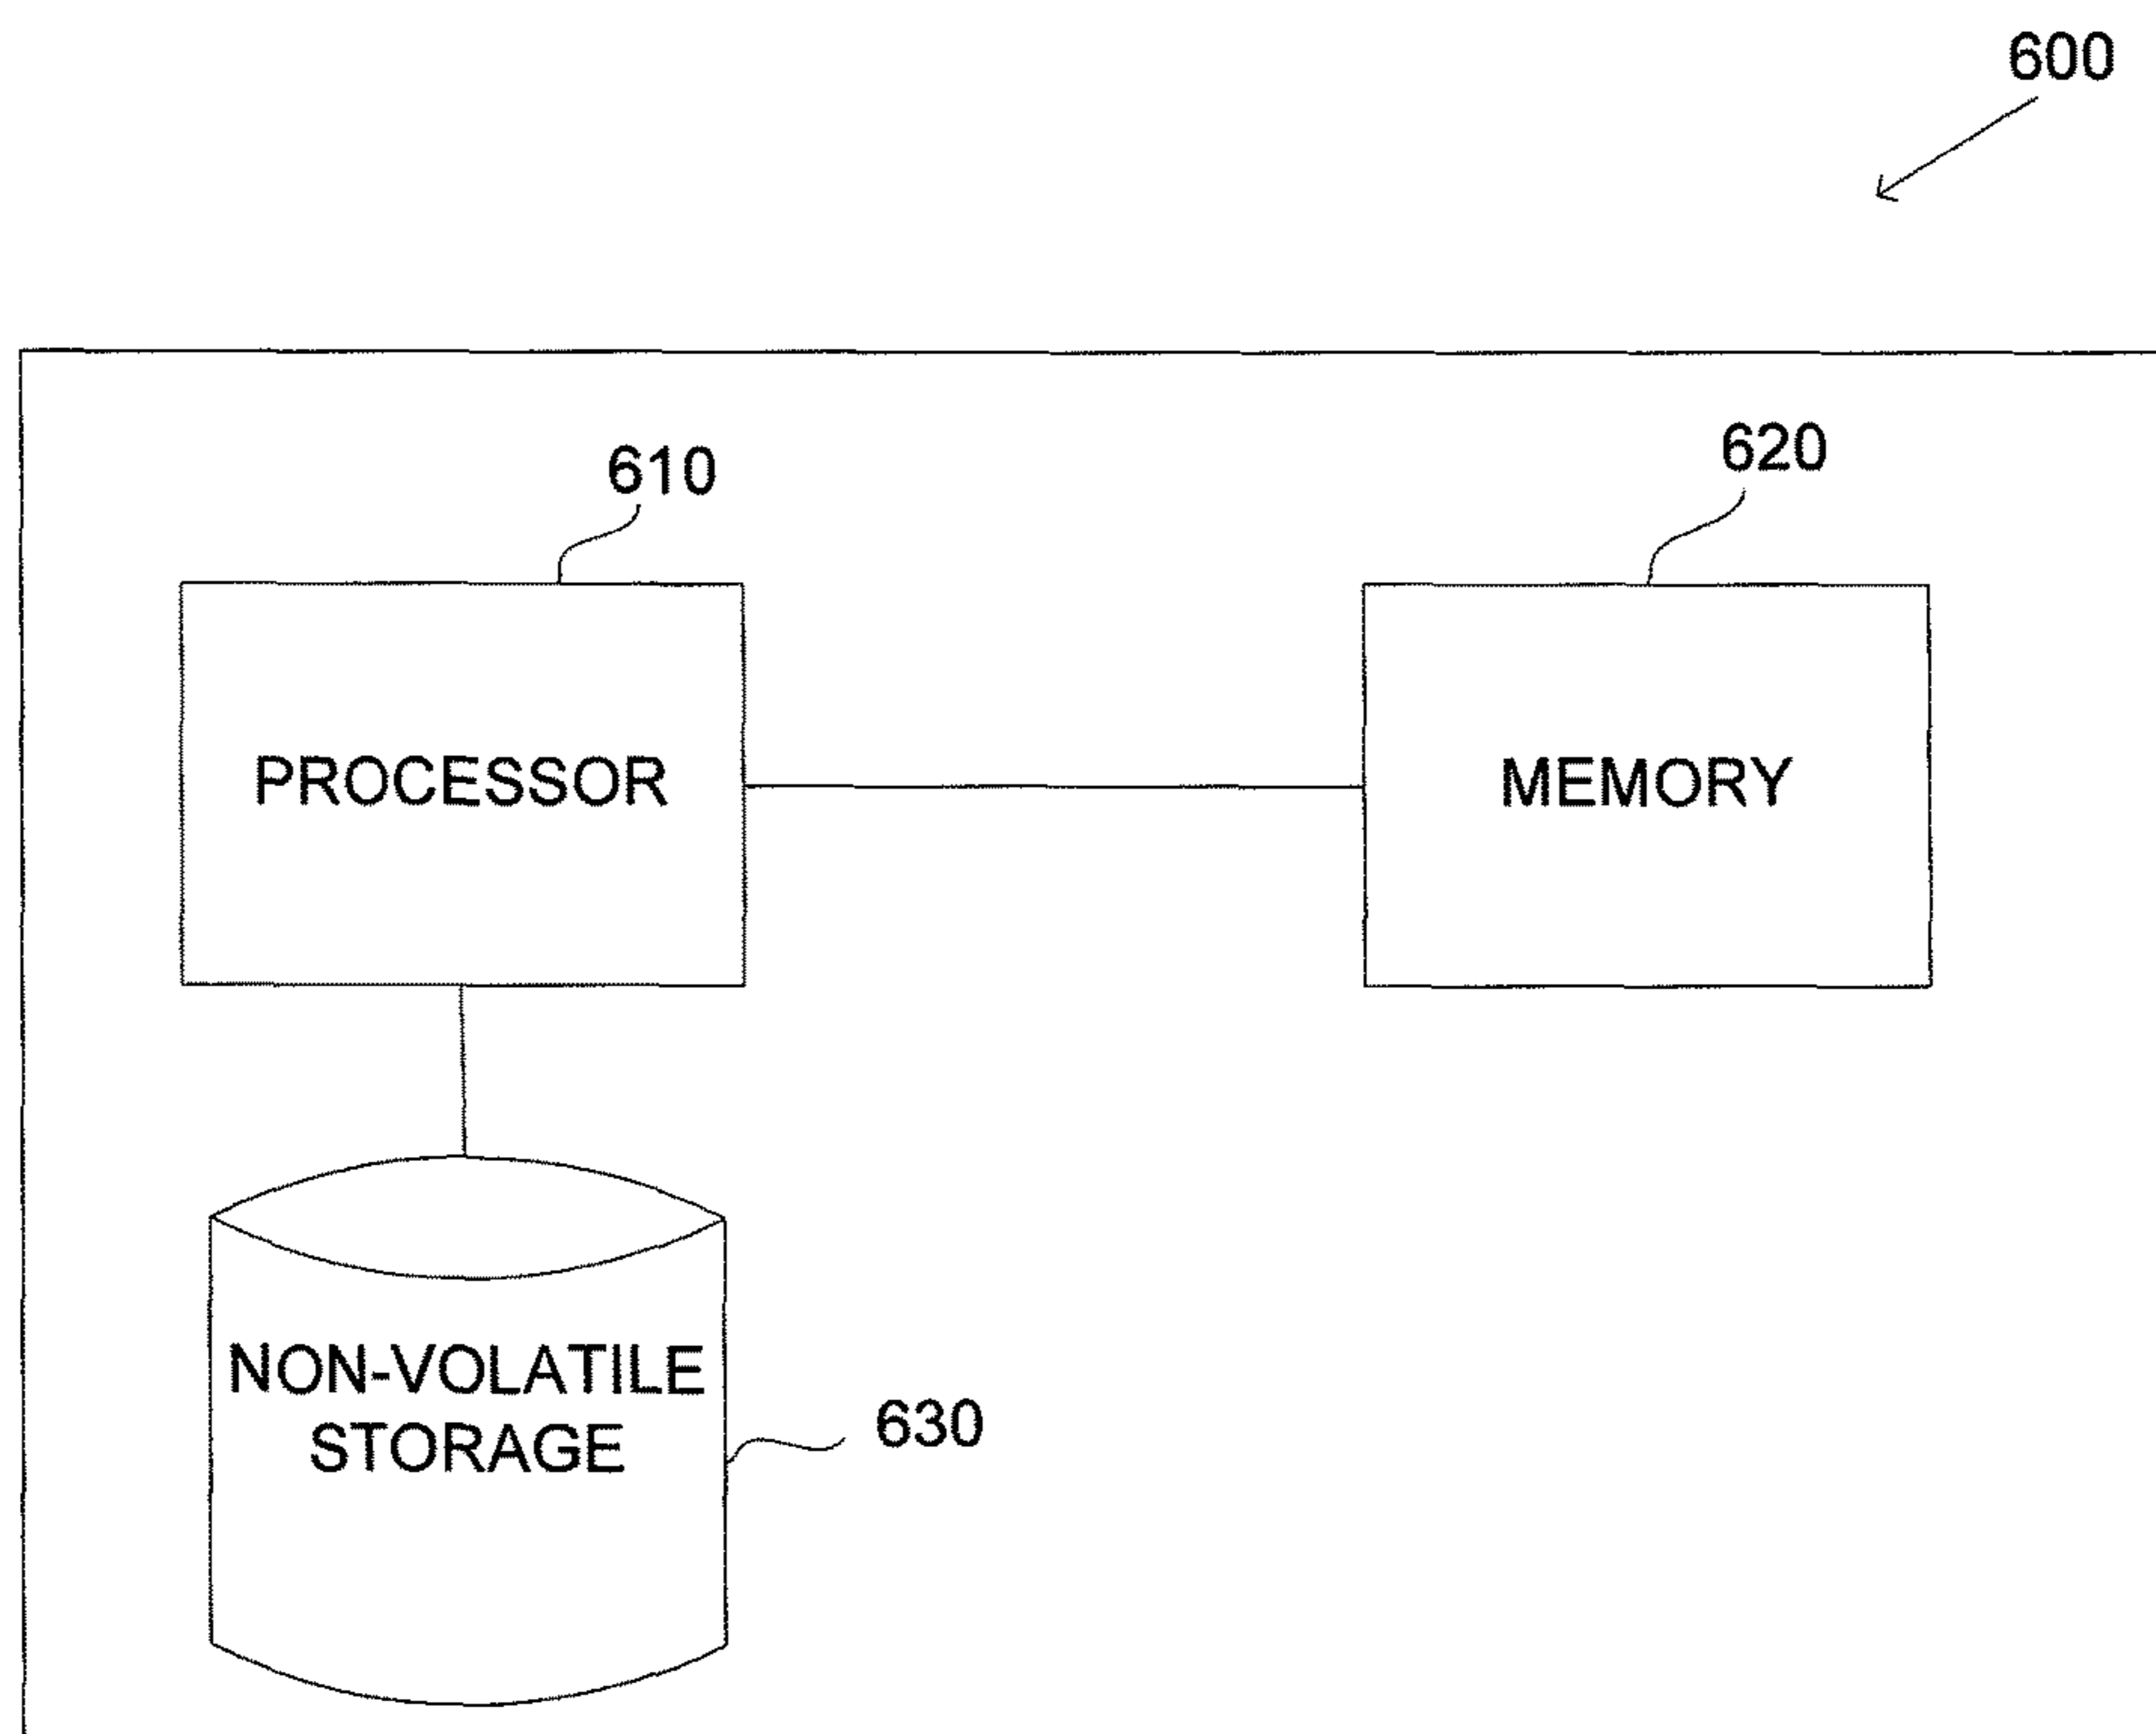 600
610
620
PROCESSOR
MEMORY
NON-VOLATILE
STORAGE
630